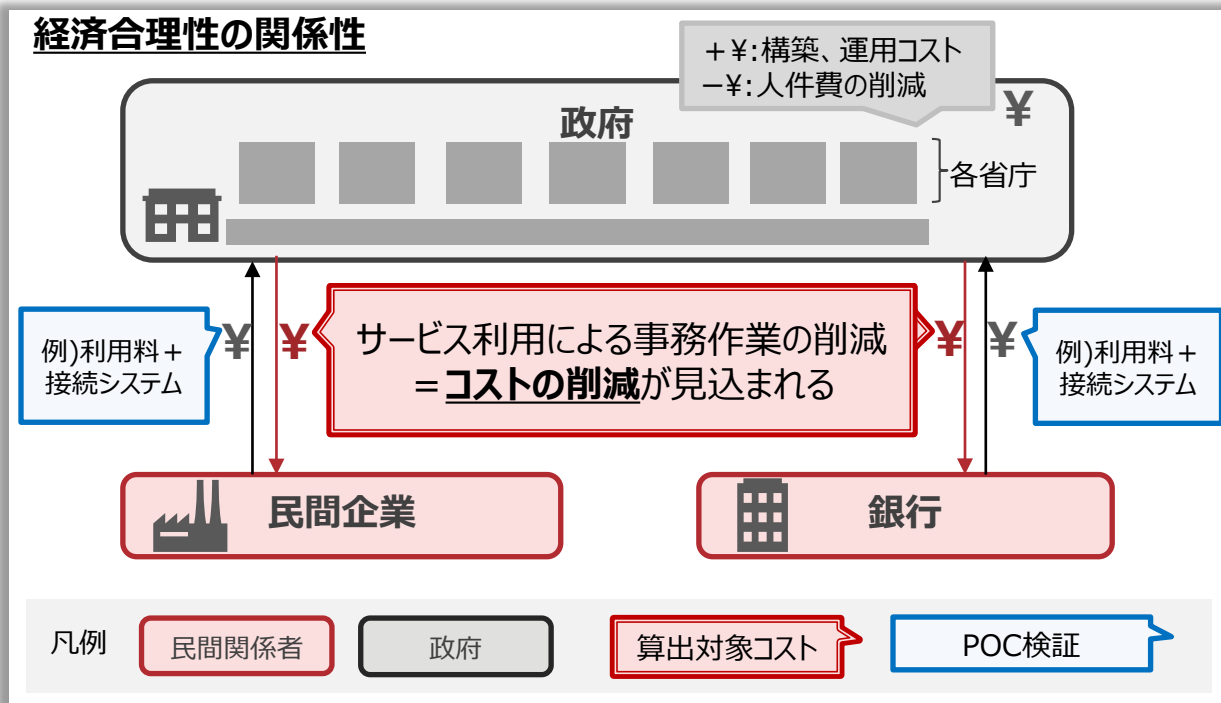 経済合理性の関係性
+¥:構築、運用コスト
−¥:人件費の削減
¥
政府
各省庁
例)利用料+
接続システム
¥
¥
サービス利用による事務作業の削減
=コストの削減が見込まれる
¥
¥
例)利用料+
接続システム
民間企業
銀行
凡例
民間関係者
政府
算出対象コスト
POC検証